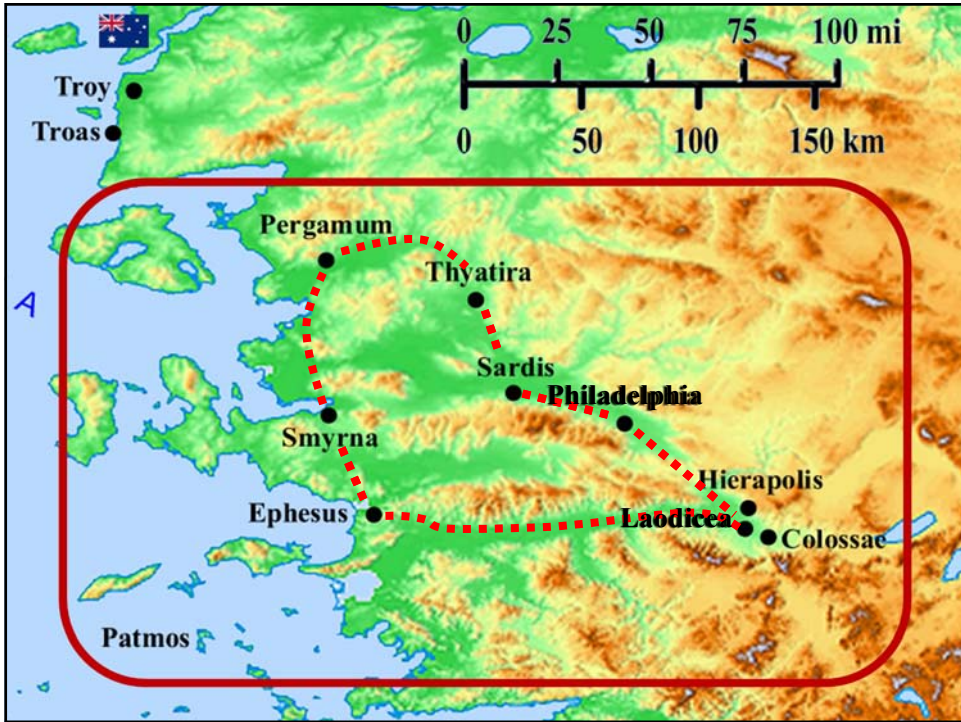 0 25 50 75 100 mi
0 50 100 150 km
Troy
Troas
Pergamum
Thyatira
A
Sardis
Philadelphia
Smyrna
Hierapolis
Ephesus
Laodicea
Colossae
Patmos